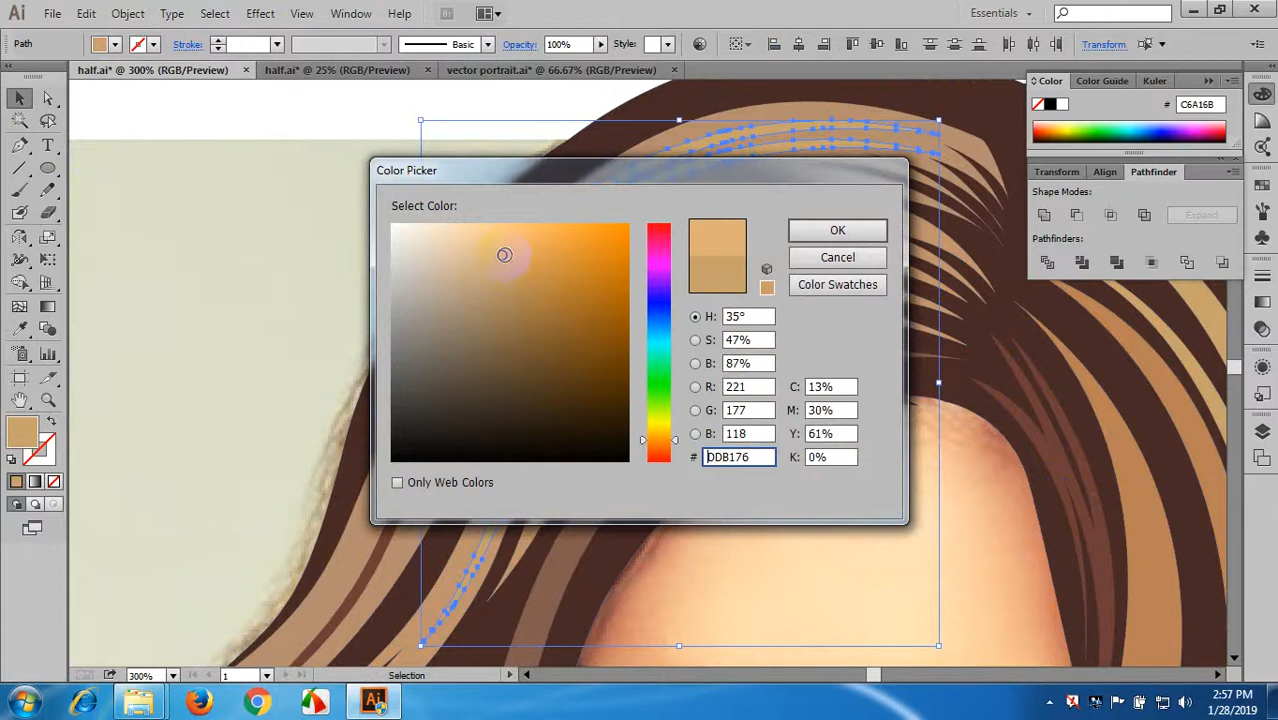 Ai File Edit Object Type Select Effect View Window Help Br Essentials
Path Stroke: Basic Opacity: 100% Style: Transform
half.ai* @ 300% (RGB/Preview) × half.ai* @ 25% (RGB/Preview) × vector portrait.ai* @ 66.67% (RGB/Preview) ×
Color Color Guide Kuler
# C6A16B
Transform Align Pathfinder
Shape Modes:
Expand
Pathfinders:
Color Picker
Select Color:
OK
Cancel
Color Swatches
H: 35°
S: 47%
B: 87%
R: 221 C: 13%
G: 177 M: 30%
B: 118 Y: 61%
# DDB176 K: 0%
Only Web Colors
300% 1 Selection
Ai
2:57 PM
1/28/2019